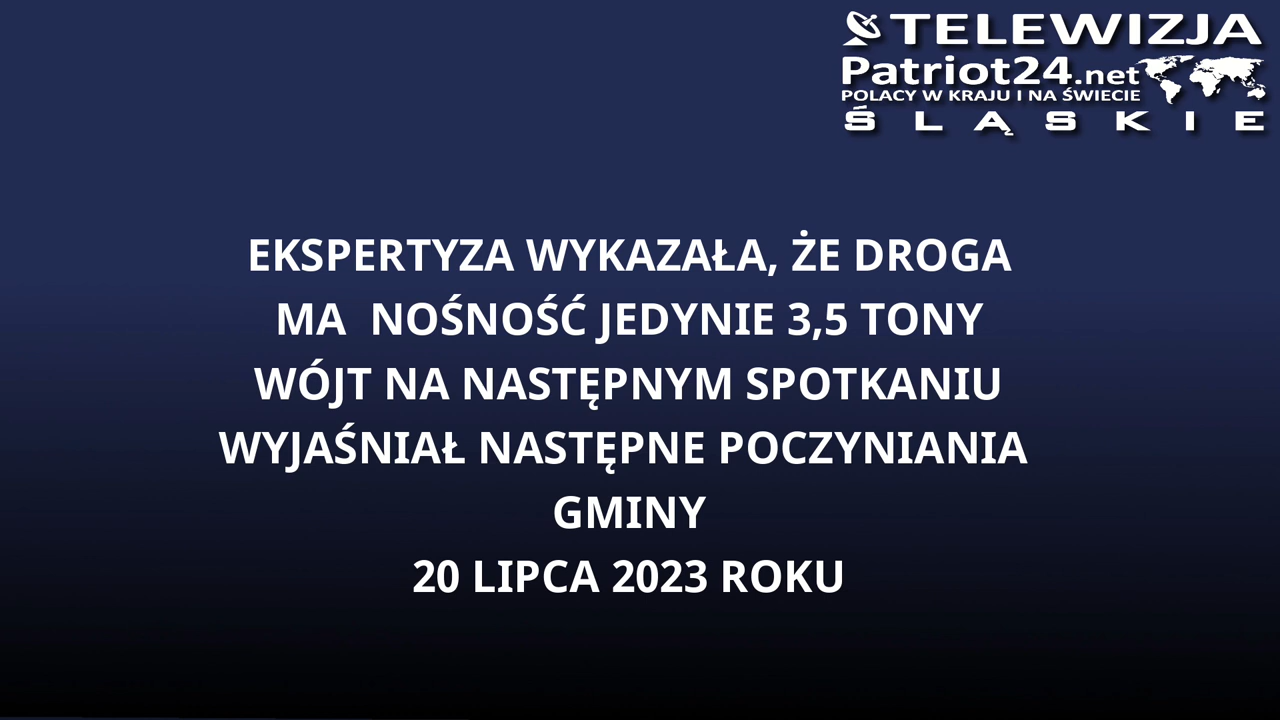 TELEWIZJA
Patriot24.net
POLACY W KRAJU I NA ŚWIECIE
ŚLĄSKIE
EKSPERTYZA WYKAZAŁA, ŻE DROGA
MA NOŚNOŚĆ JEDYNIE 3,5 TONY
WÓJT NA NASTĘPNYM SPOTKANIU
WYJAŚNIAŁ NASTĘPNE POCZYNIANIA
GMINY
20 LIPCA 2023 ROKU